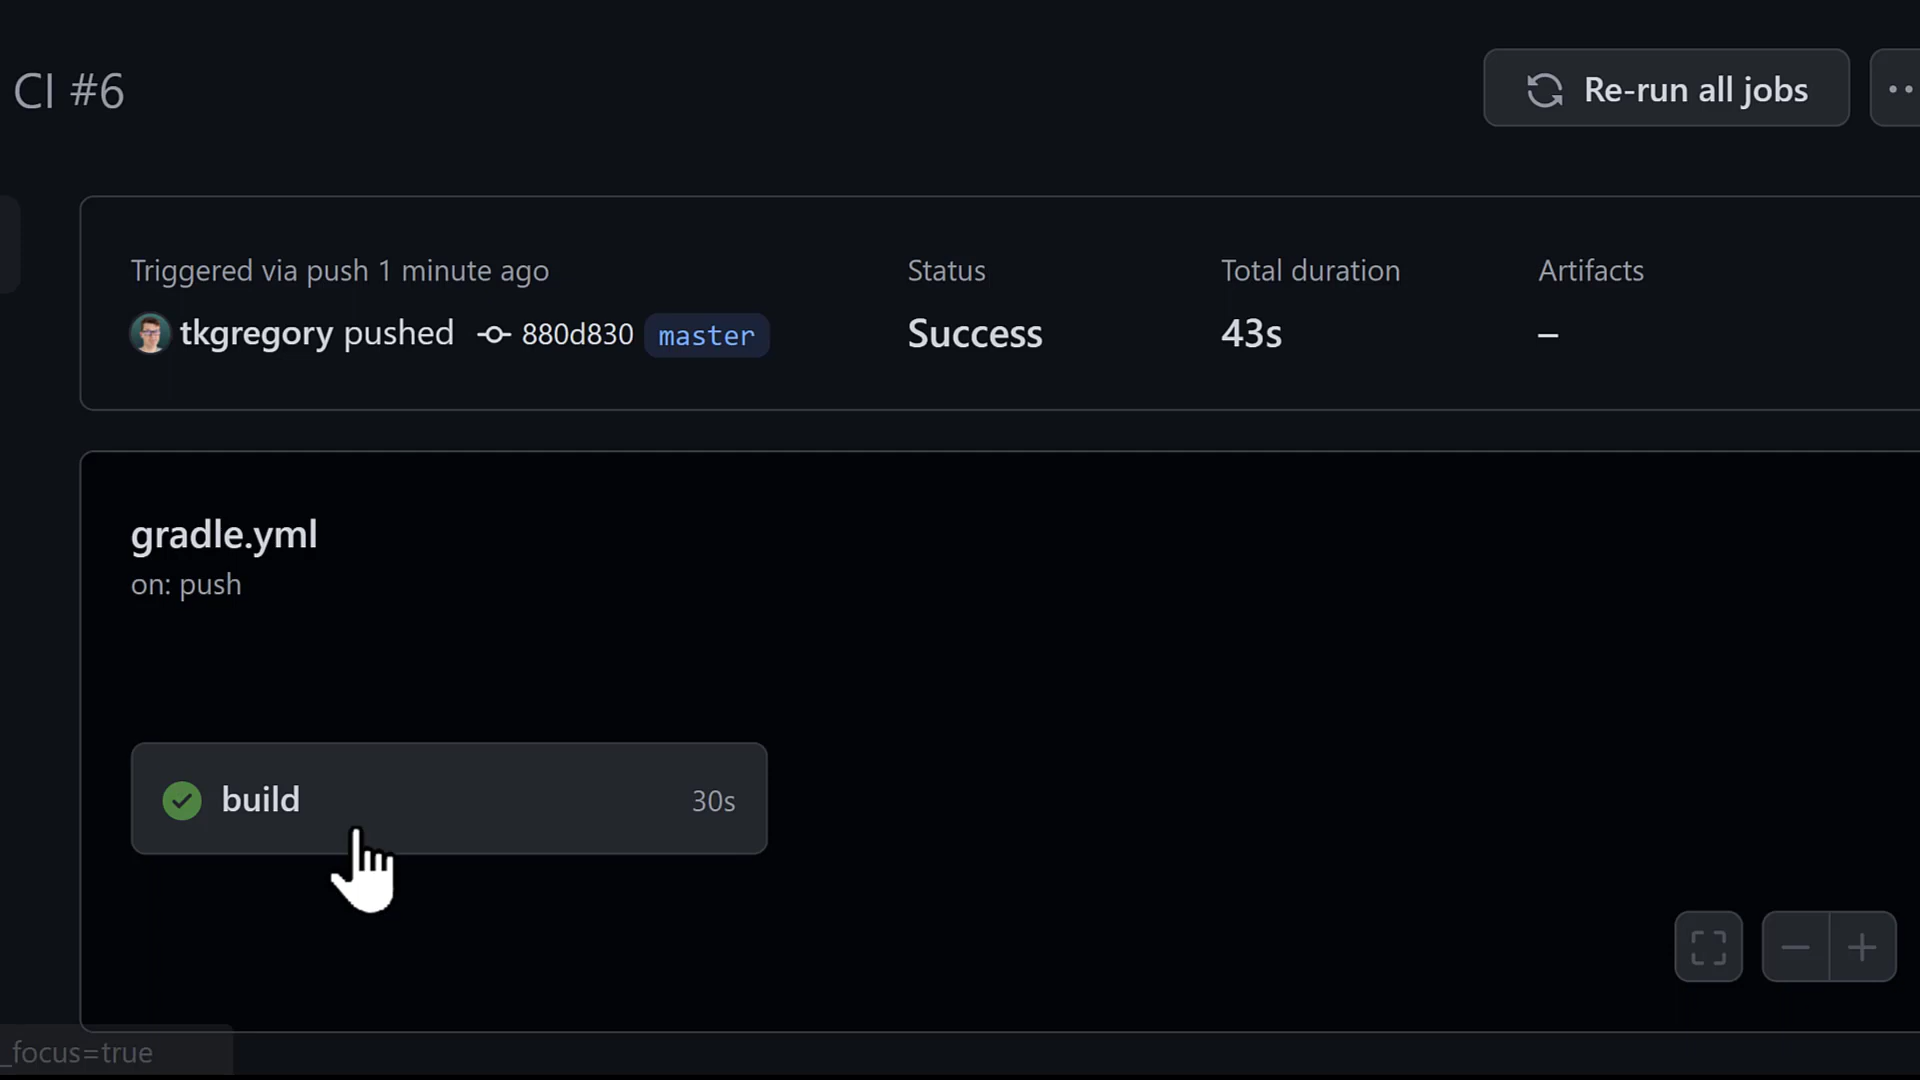 CI #6
Re-run all jobs
Triggered via push 1 minute ago
Status
Total duration
Artifacts
tkgregory pushed 880d830 master
Success
43s
–
gradle.yml
on: push
build
30s
_focus=true